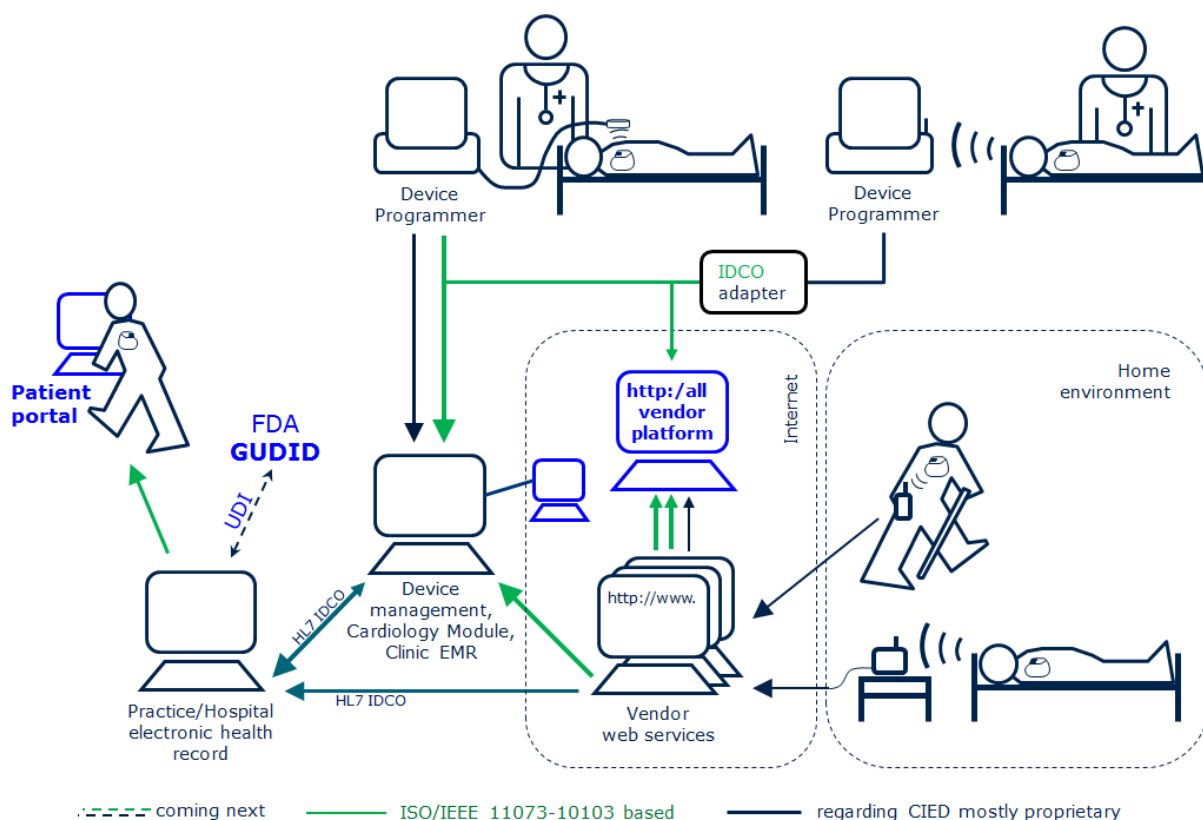 Device
Programmer
Device
Programmer
IDCO
adapter
Patient
portal
FDA
GUDID
UDI
http:/all
vendor
platform
Internet
Home
environment
http://www.
Device
management,
Cardiology Module,
Clinic EMR
HL7 IDCO
HL7 IDCO
Practice/Hospital
electronic health
record
Vendor
web services
coming next
ISO/IEEE 11073-10103 based
regarding CIED mostly proprietary